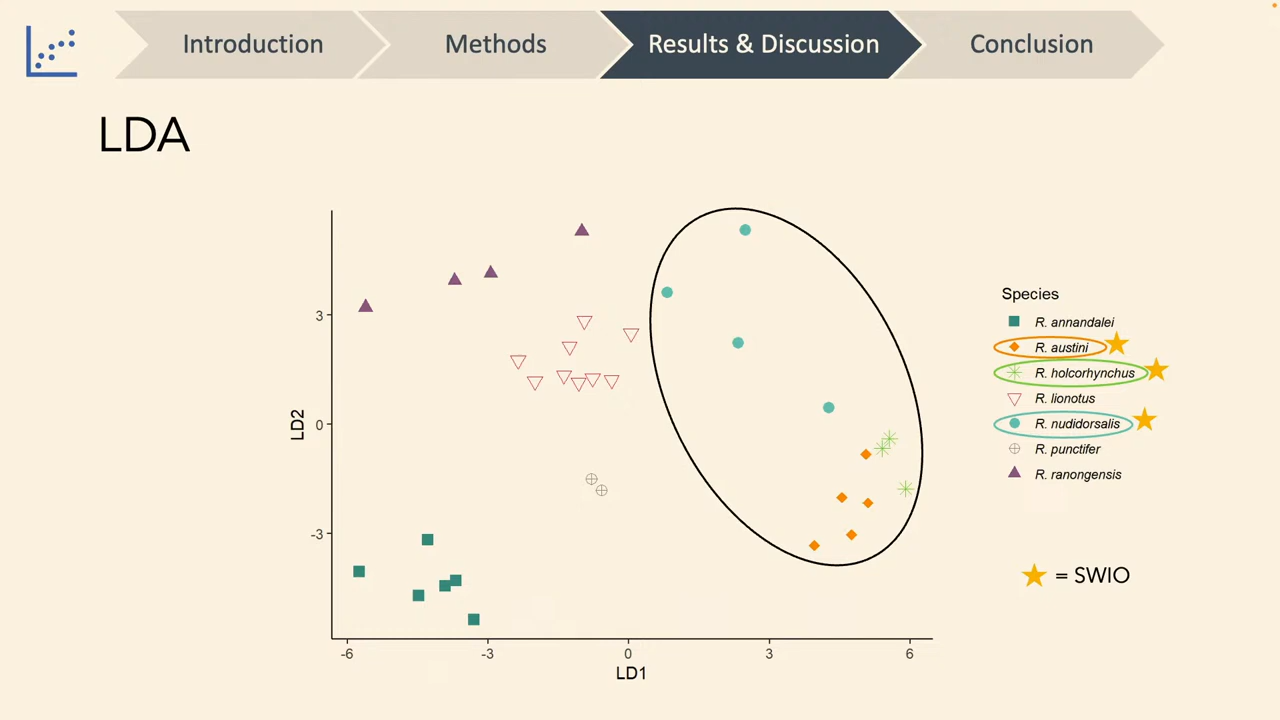 Introduction
Methods
Results & Discussion
Conclusion
LDA
LD2
3
0
-3
-6
-3
0
3
6
LD1
Species
R. annandalei
R. austini
R. holcorhynchus
R. lionotus
R. nudidorsalis
R. punctifer
R. ranongensis
= SWIO